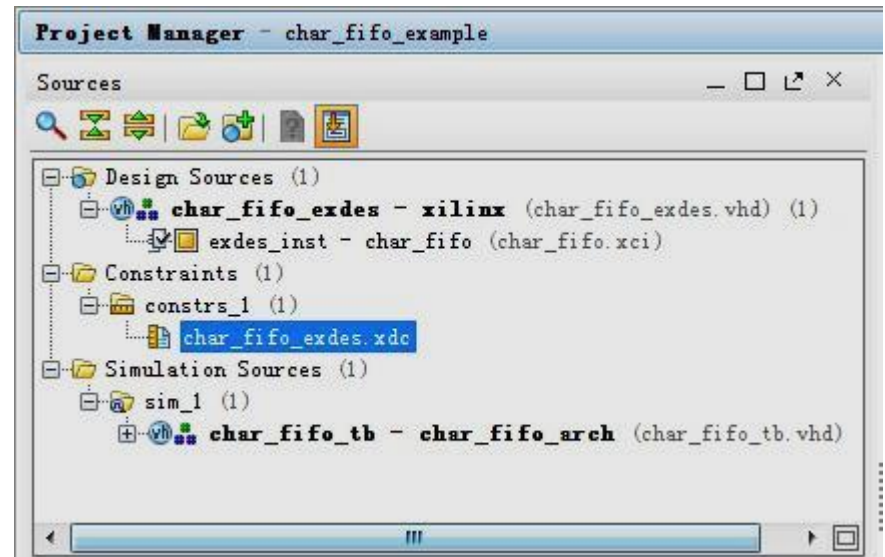 Project Manager - char_fifo_example
Sources
Design Sources (1)
char_fifo_exdes - xilinx (char_fifo_exdes.vhd) (1)
exdes_inst - char_fifo (char_fifo.xci)
Constraints (1)
constrs_1 (1)
char_fifo_exdes.xdc
Simulation Sources (1)
sim_1 (1)
char_fifo_tb - char_fifo_arch (char_fifo_tb.vhd)